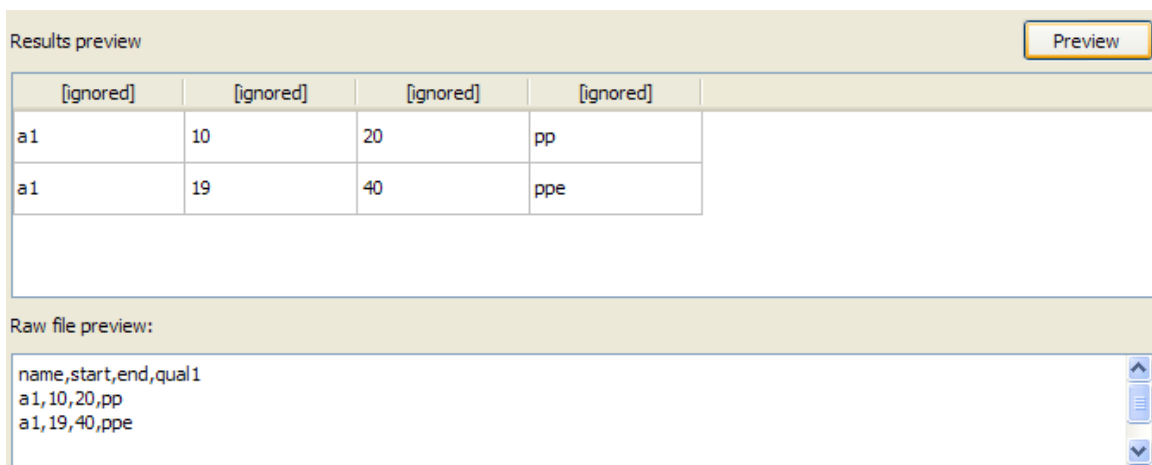 Results preview Preview
[ignored] [ignored] [ignored] [ignored]
a1 10 20 pp
a1 19 40 ppe
Raw file preview:
name,start,end,qual1
a1,10,20,pp
a1,19,40,ppe